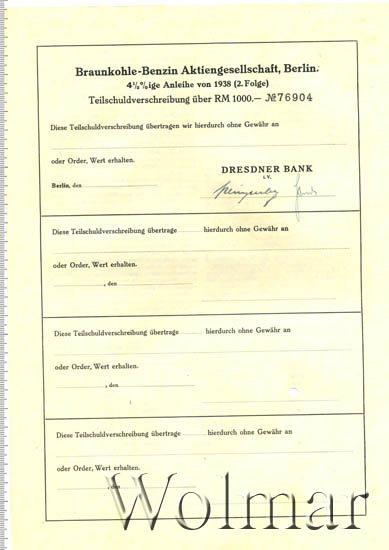 Braunkohle-Benzin Aktiengesellschaft, Berlin.
4½%ige Anleihe von 1938 (2. Folge)
Teilschuldverschreibung über RM 1000.— № 76904
Diese Teilschuldverschreibung übertragen wir hierdurch ohne Gewähr an
oder Order, Wert erhalten.
DRESDNER BANK
i.V.
Berlin, den
Diese Teilschuldverschreibung übertrage hierdurch ohne Gewähr an
oder Order, Wert erhalten.
, den
Diese Teilschuldverschreibung übertrage hierdurch ohne Gewähr an
oder Order, Wert erhalten.
, den
Diese Teilschuldverschreibung übertrage hierdurch ohne Gewähr an
oder Order, Wert erhalten.
, den
Wolmar